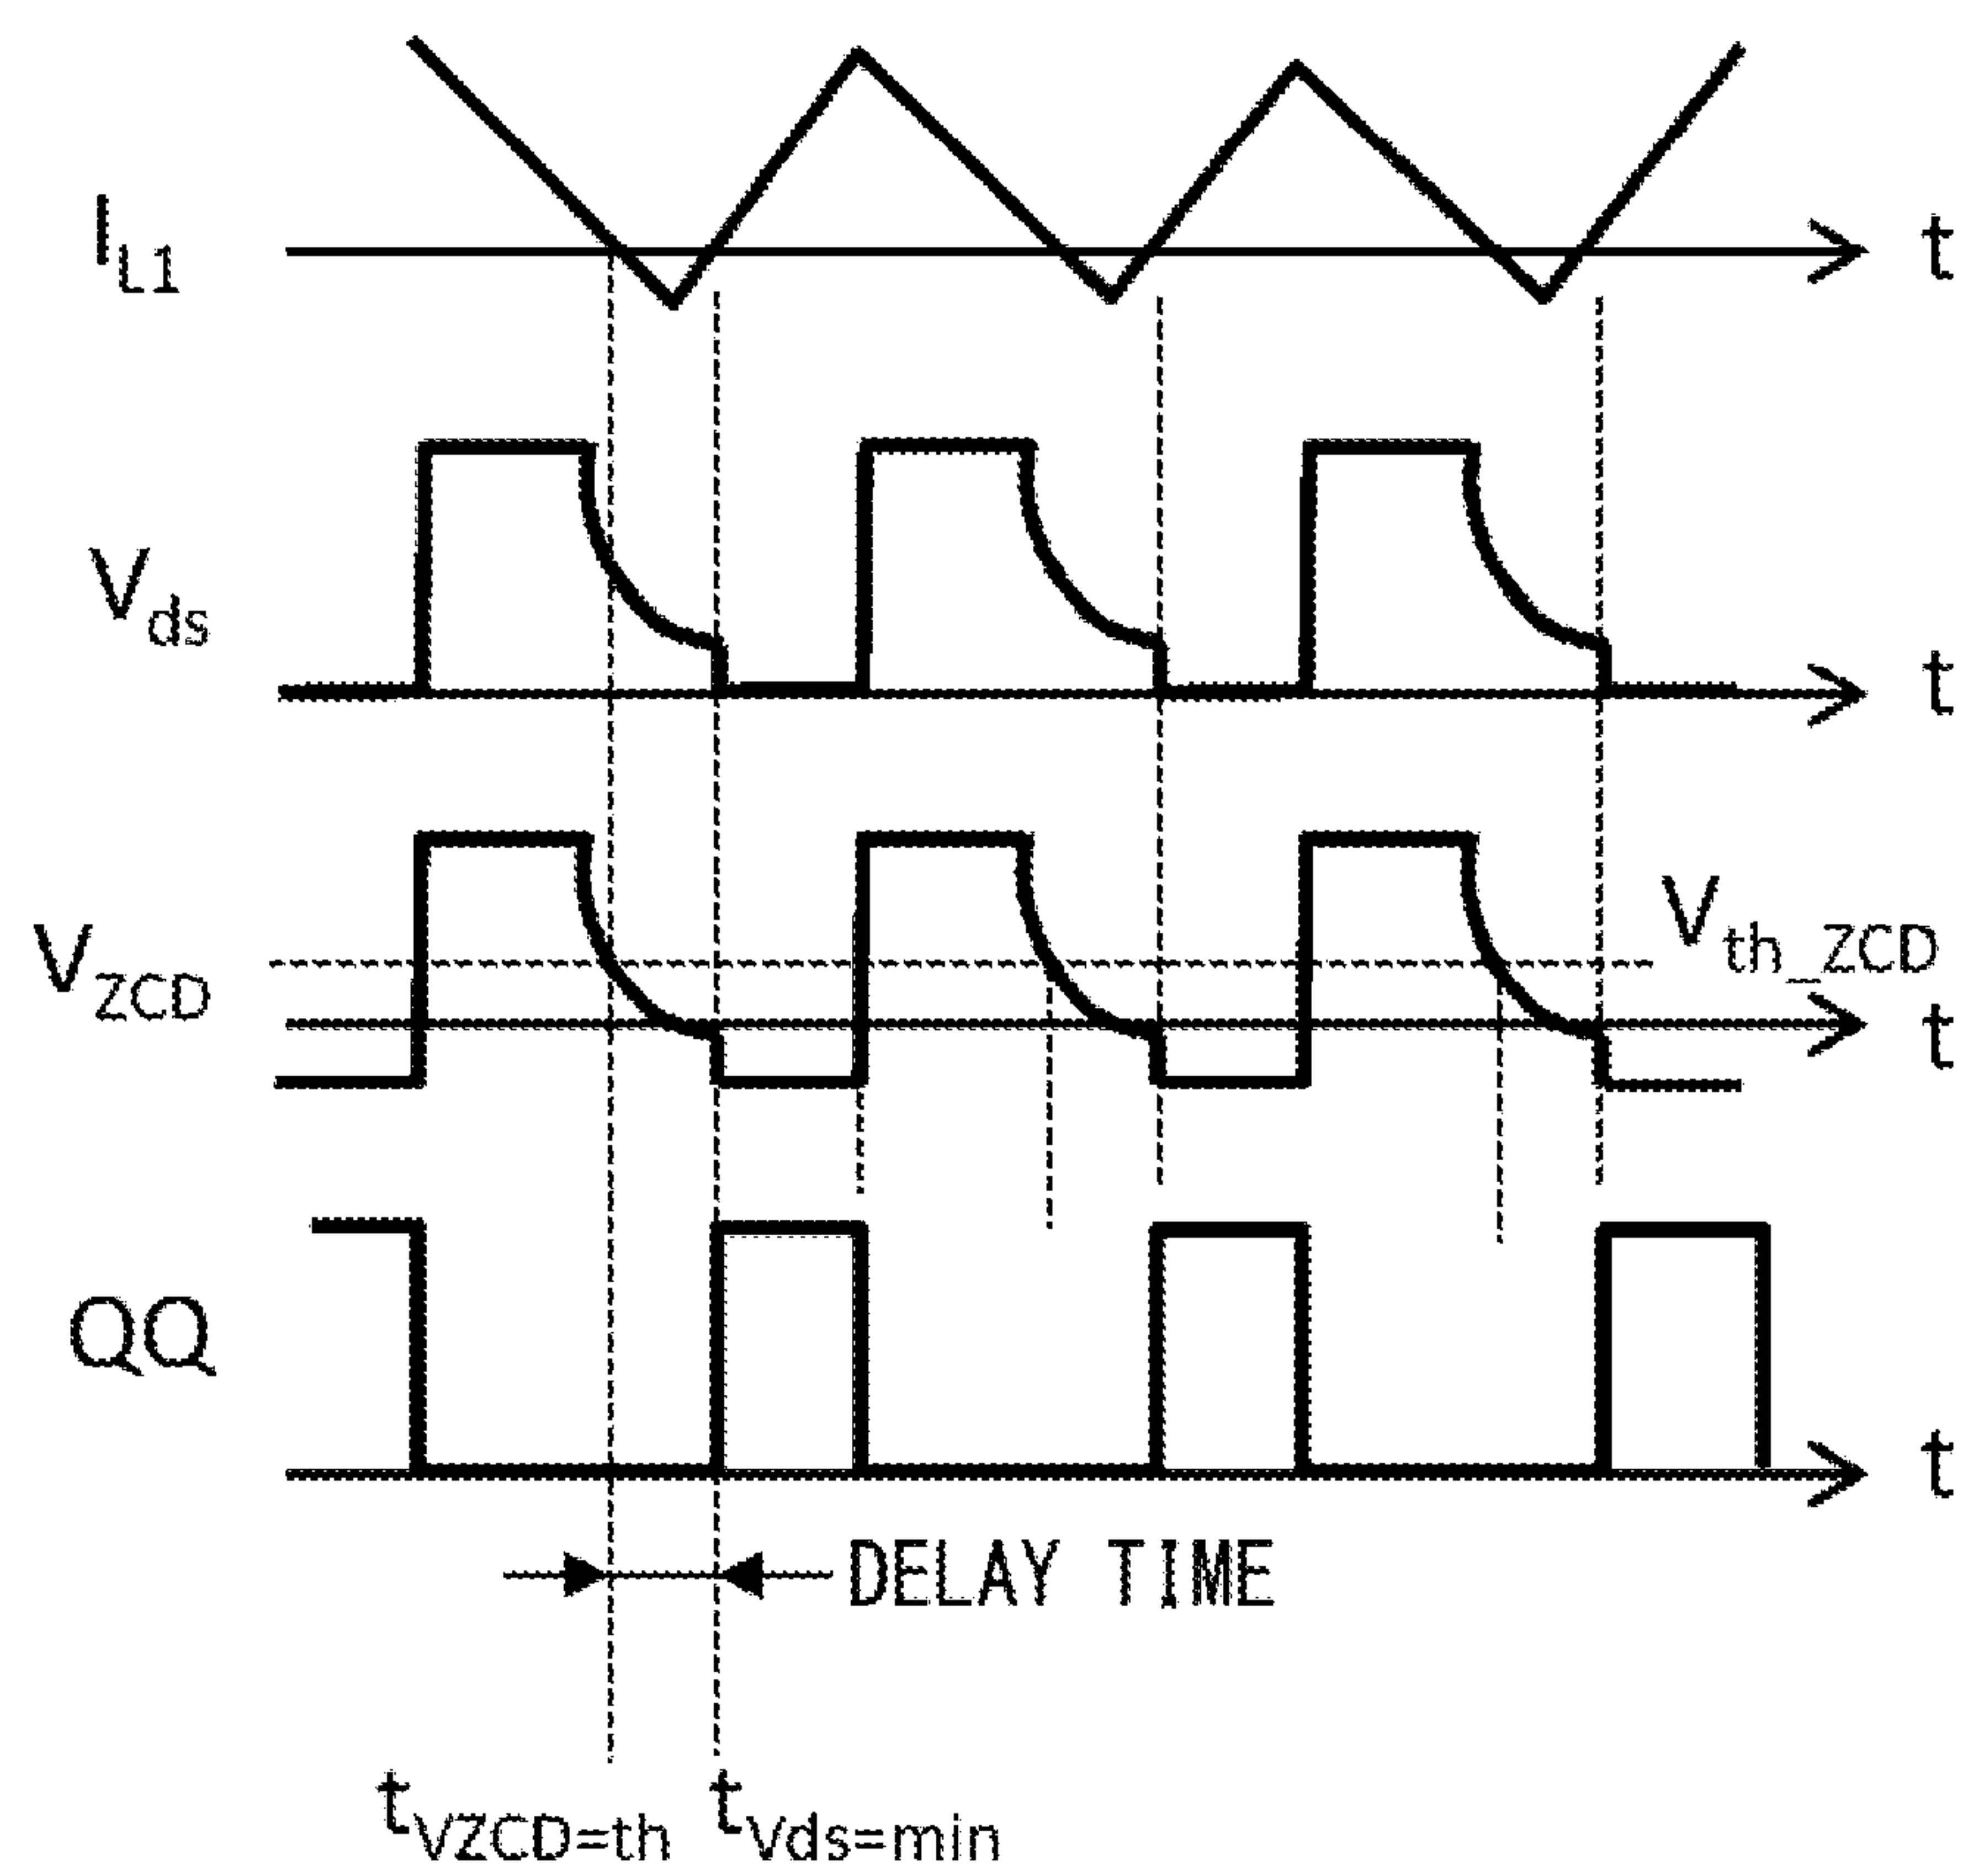 I_L1
t
V_ds
t
V_ZCD
V_th_ZCD
t
QQ
t
DELAY TIME
t_VZCD=th
t_Vds=min